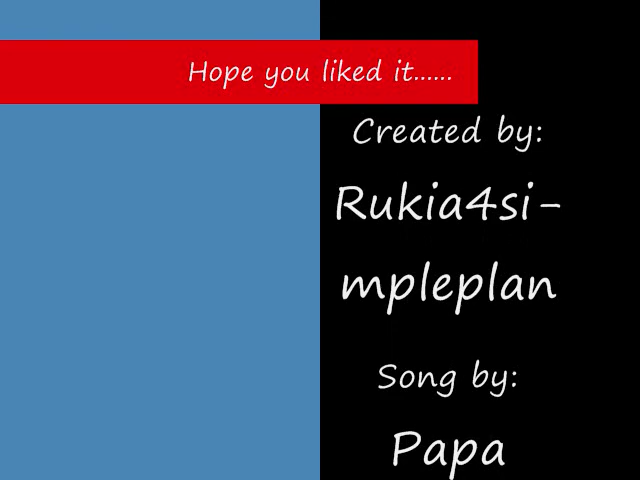 Hope you liked it......
Created by:
Rukia4si-
mpleplan
Song by:
Papa